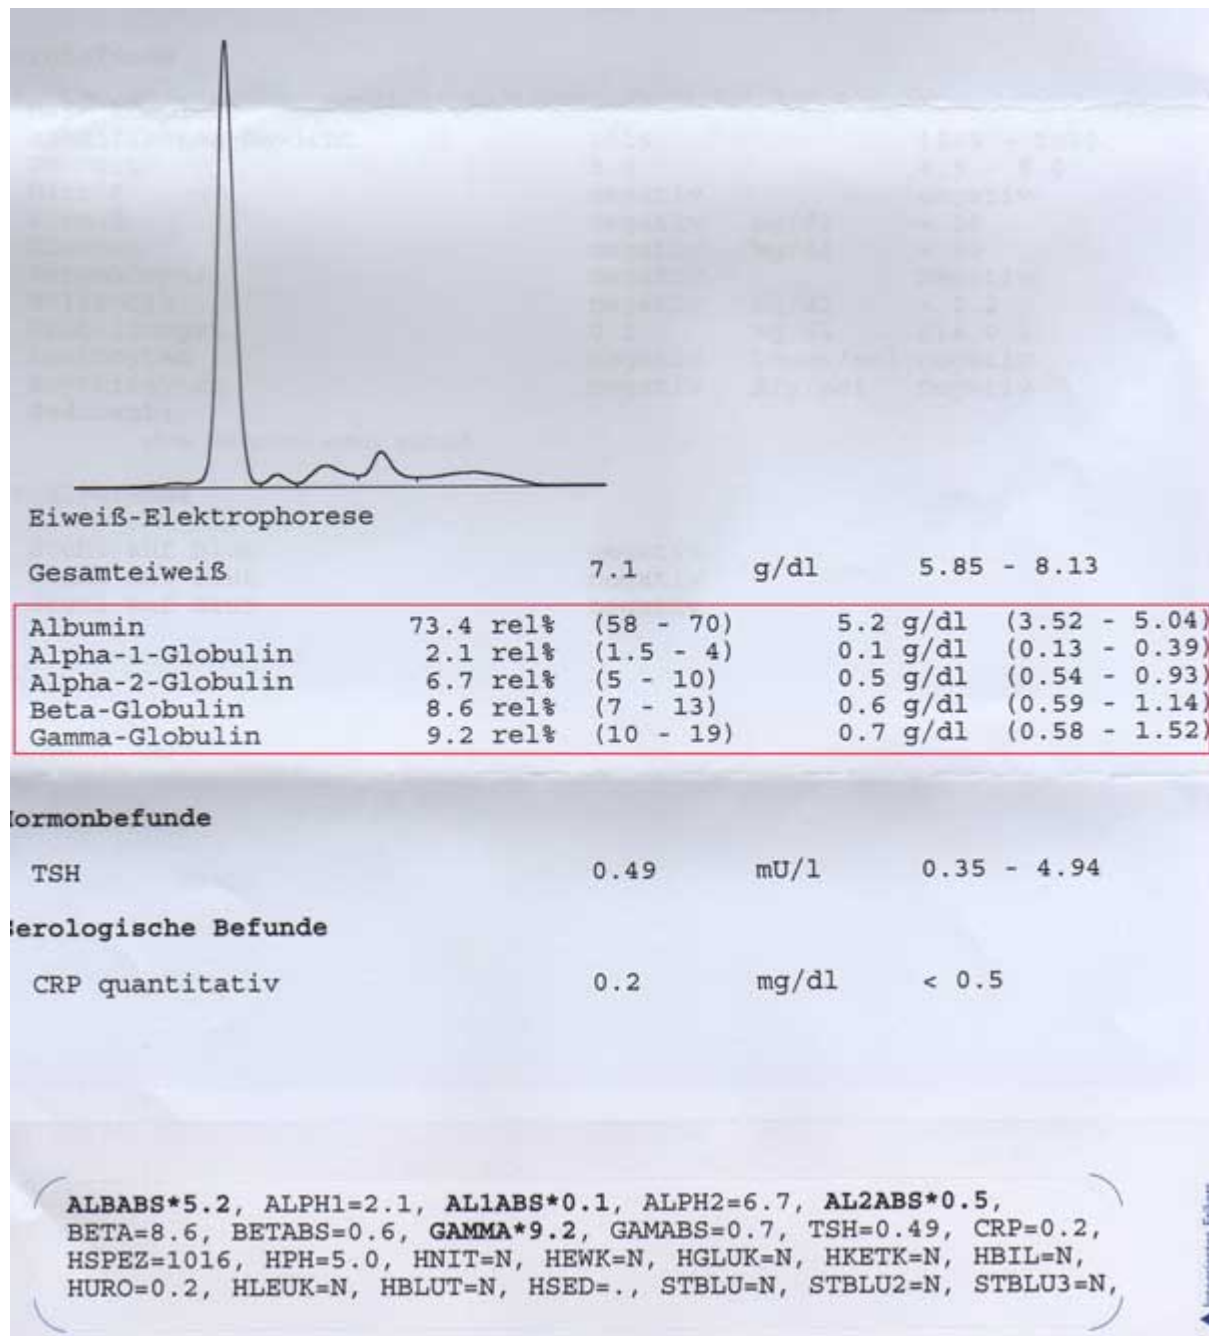 Eiweiß-Elektrophorese
Gesamteiweiß 7.1 g/dl 5.85 - 8.13
Albumin 73.4 rel% (58 - 70) 5.2 g/dl (3.52 - 5.04)
Alpha-1-Globulin 2.1 rel% (1.5 - 4) 0.1 g/dl (0.13 - 0.39)
Alpha-2-Globulin 6.7 rel% (5 - 10) 0.5 g/dl (0.54 - 0.93)
Beta-Globulin 8.6 rel% (7 - 13) 0.6 g/dl (0.59 - 1.14)
Gamma-Globulin 9.2 rel% (10 - 19) 0.7 g/dl (0.58 - 1.52)
ormonbefunde
TSH 0.49 mU/l 0.35 - 4.94
erologische Befunde
CRP quantitativ 0.2 mg/dl < 0.5
ALBABS*5.2, ALPH1=2.1, AL1ABS*0.1, ALPH2=6.7, AL2ABS*0.5,
BETA=8.6, BETABS=0.6, GAMMA*9.2, GAMABS=0.7, TSH=0.49, CRP=0.2,
HSPEZ=1016, HPH=5.0, HNIT=N, HEWK=N, HGLUK=N, HKETK=N, HBIL=N,
HURO=0.2, HLEUK=N, HBLUT=N, HSED=., STBLU=N, STBLU2=N, STBLU3=N,